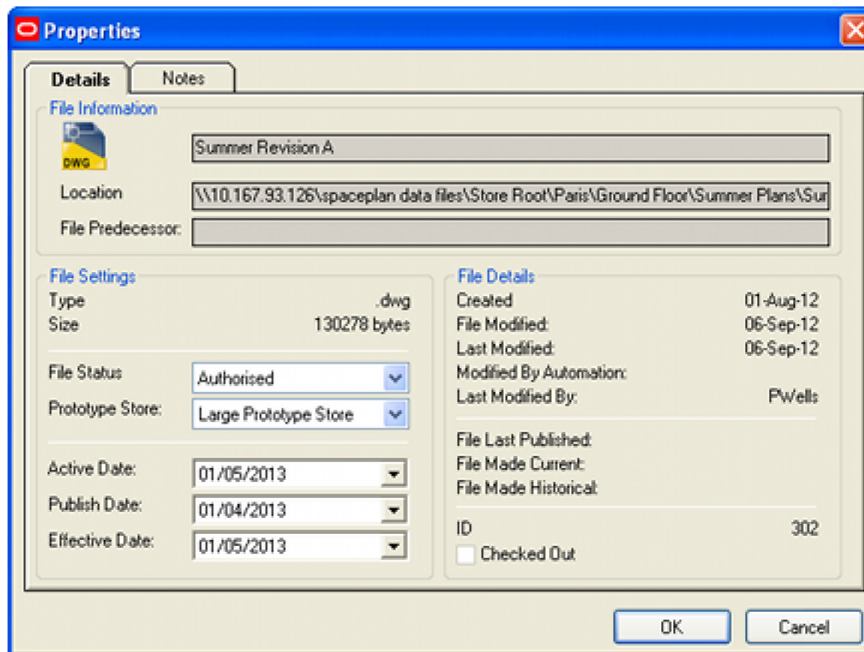 Properties
Details Notes
File Information
DWG Summer Revision A
Location \\10.167.93.126\spaceplan data files\Store Root\Paris\Ground Floor\Summer Plans\Sur
File Predecessor:
File Settings
Type .dwg
Size 130278 bytes
File Status Authorised
Prototype Store: Large Prototype Store
Active Date: 01/05/2013
Publish Date: 01/04/2013
Effective Date: 01/05/2013
File Details
Created 01-Aug-12
File Modified: 06-Sep-12
Last Modified: 06-Sep-12
Modified By Automation:
Last Modified By: PWells
File Last Published:
File Made Current:
File Made Historical:
ID 302
Checked Out
OK Cancel